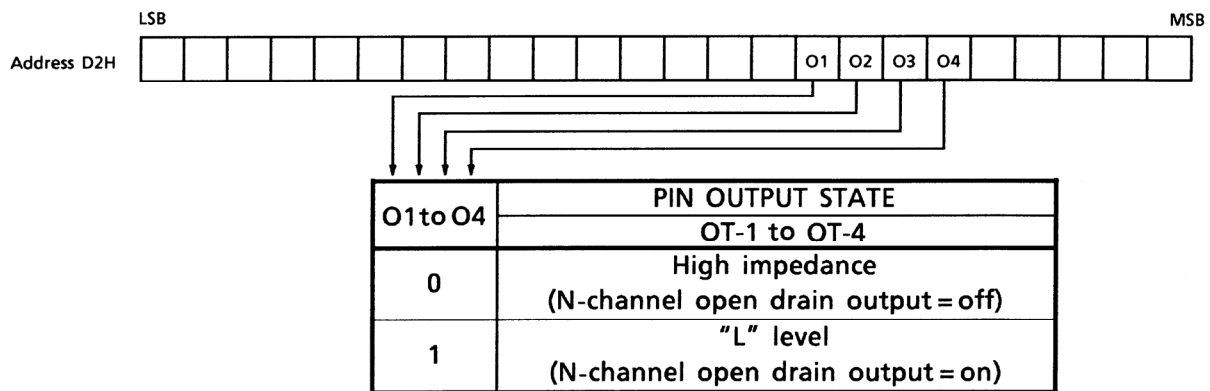 LSB MSB
Address D2H O1 O2 O3 O4
O1 to O4 PIN OUTPUT STATE
OT-1 to OT-4
0 High impedance
(N-channel open drain output = off)
1 "L" level
(N-channel open drain output = on)